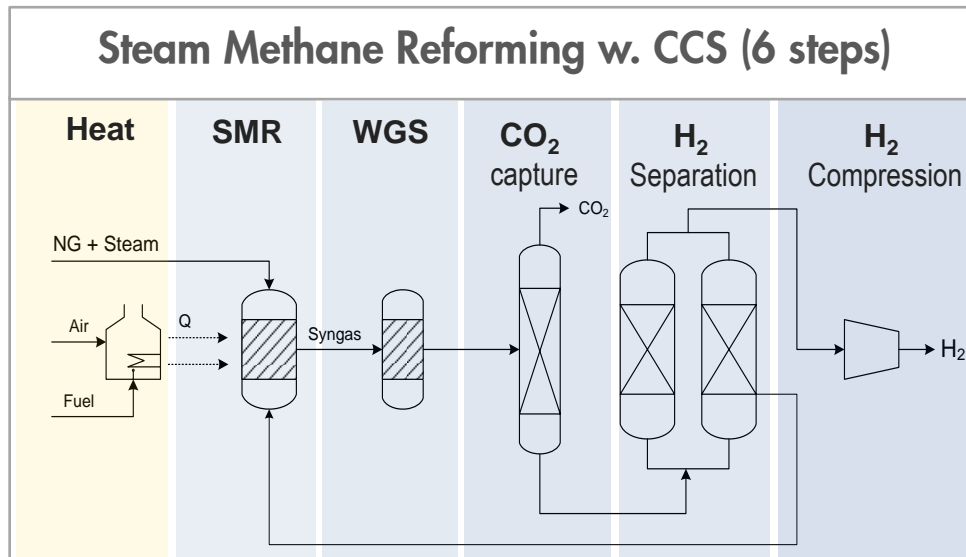 Steam Methane Reforming w. CCS (6 steps)
Heat
SMR
WGS
CO₂
capture
H₂
Separation
H₂
Compression
CO₂
NG + Steam
Air
Q
Syngas
H₂
Fuel